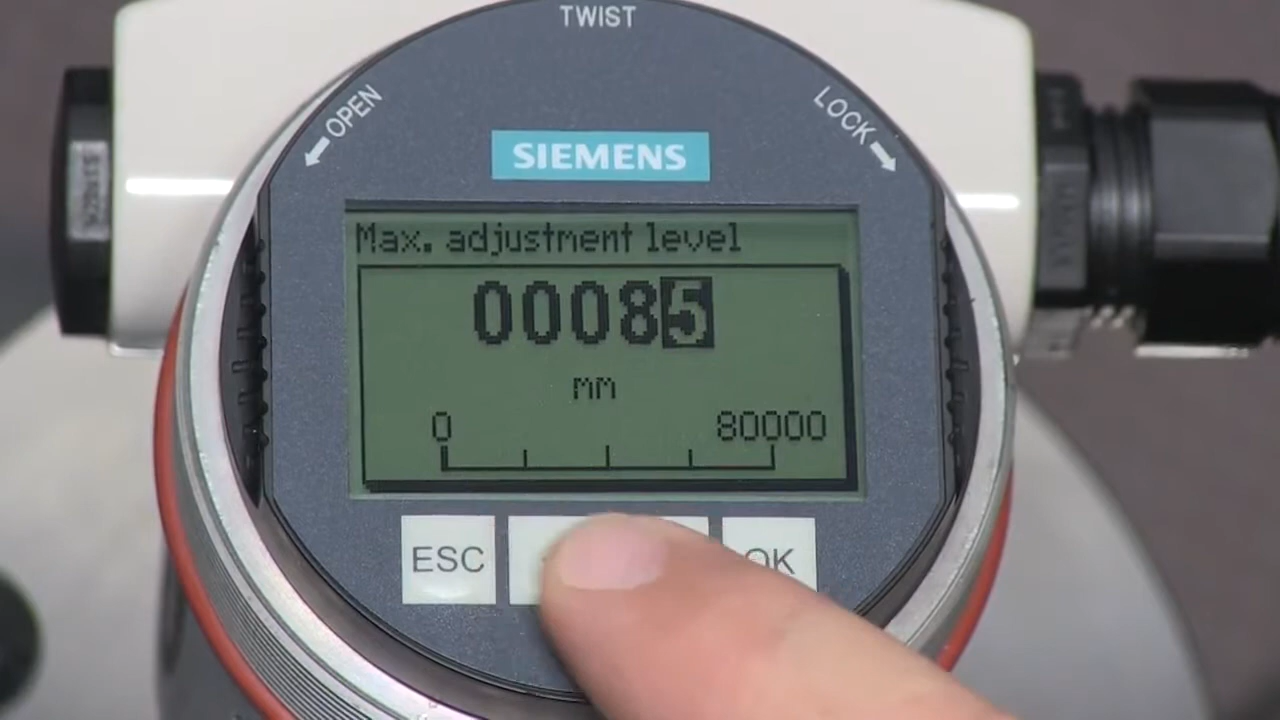 TWIST
OPEN
LOCK
SIEMENS
Max. adjustment level
00085
mm
0 80000
ESC
OK